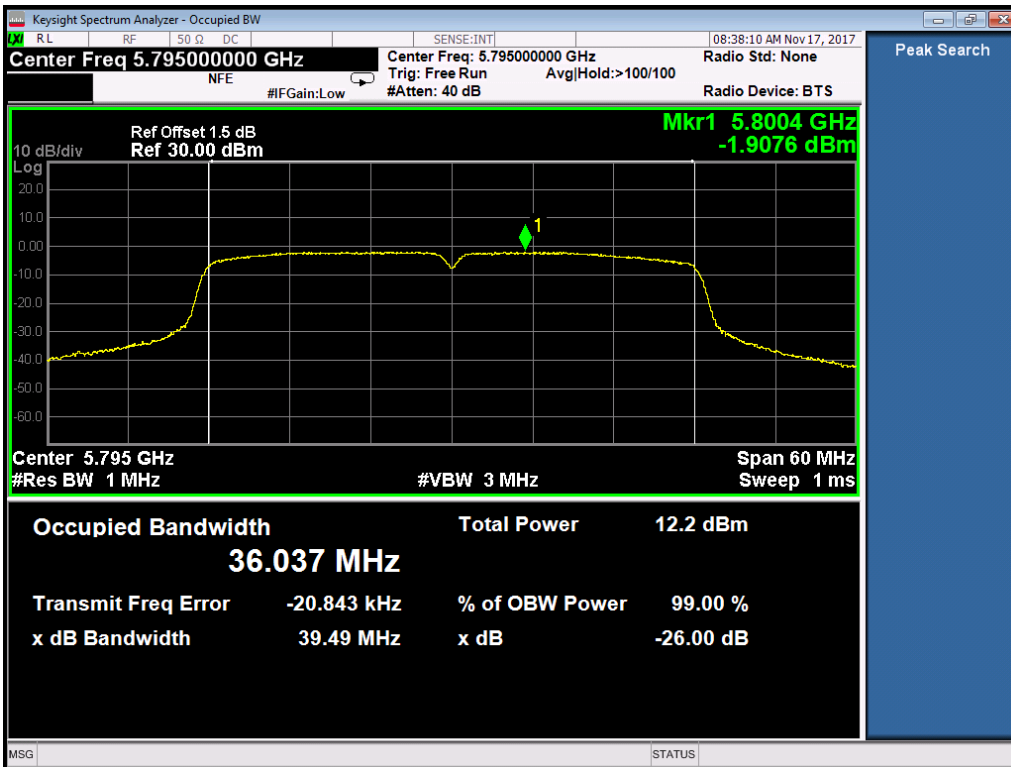 Keysight Spectrum Analyzer - Occupied BW
LXI RL RF 50 Ω DC SENSE:INT 08:38:10 AM Nov 17, 2017
Center Freq 5.795000000 GHz
NFE
#IFGain:Low
Center Freq: 5.795000000 GHz
Trig: Free Run Avg|Hold:>100/100
#Atten: 40 dB
Radio Std: None
Radio Device: BTS
Peak Search
Ref Offset 1.5 dB
10 dB/div Ref 30.00 dBm
Log
Mkr1 5.8004 GHz
-1.9076 dBm
20.0
10.0
0.00
-10.0
-20.0
-30.0
-40.0
-50.0
-60.0
1
Center 5.795 GHz Span 60 MHz
#Res BW 1 MHz #VBW 3 MHz Sweep 1 ms
Occupied Bandwidth Total Power 12.2 dBm
36.037 MHz
Transmit Freq Error -20.843 kHz % of OBW Power 99.00 %
x dB Bandwidth 39.49 MHz x dB -26.00 dB
MSG STATUS